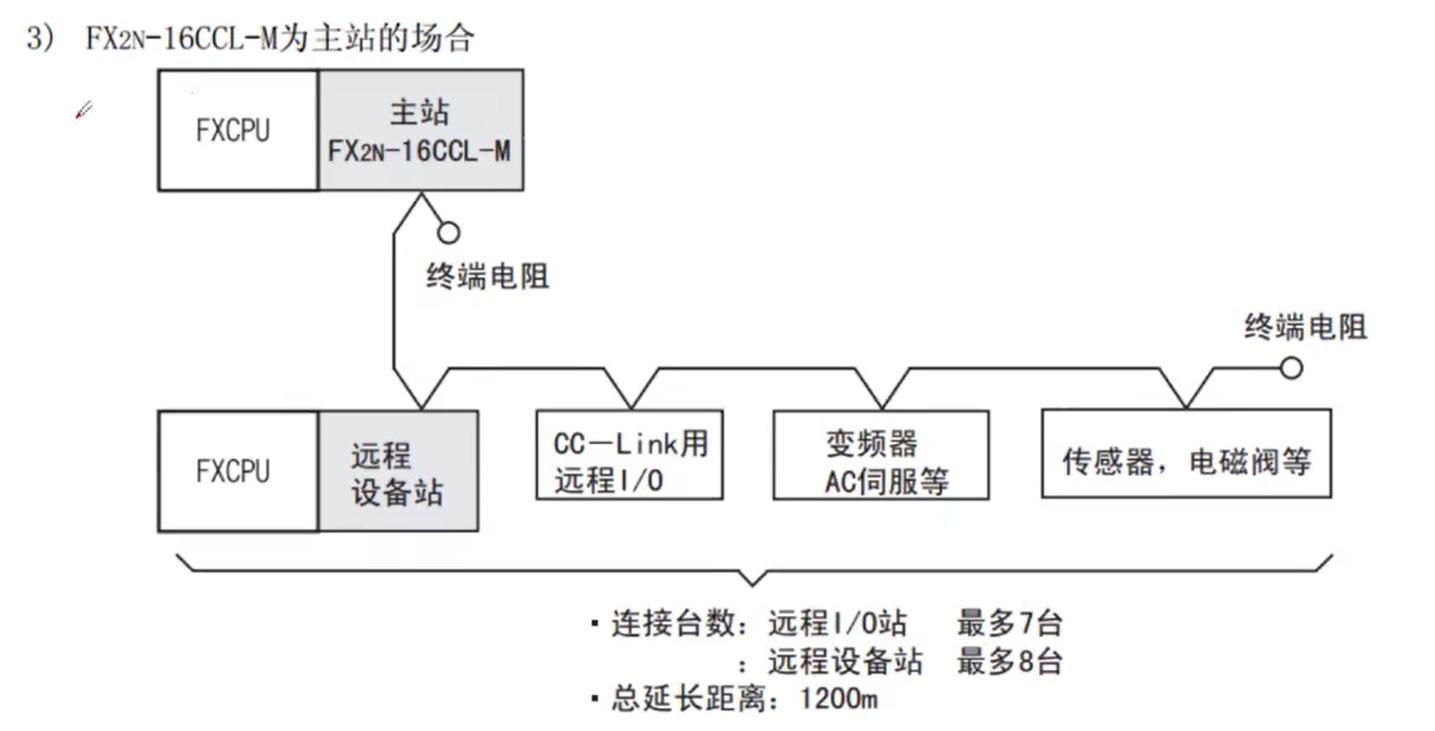 3) FX2N-16CCL-M为主站的场合
FXCPU
主站
FX2N-16CCL-M
终端电阻
终端电阻
FXCPU
远程
设备站
CC-Link用
远程I/O
变频器
AC伺服等
传感器，电磁阀等
·连接台数：远程I/O站 最多7台
：远程设备站 最多8台
·总延长距离：1200m